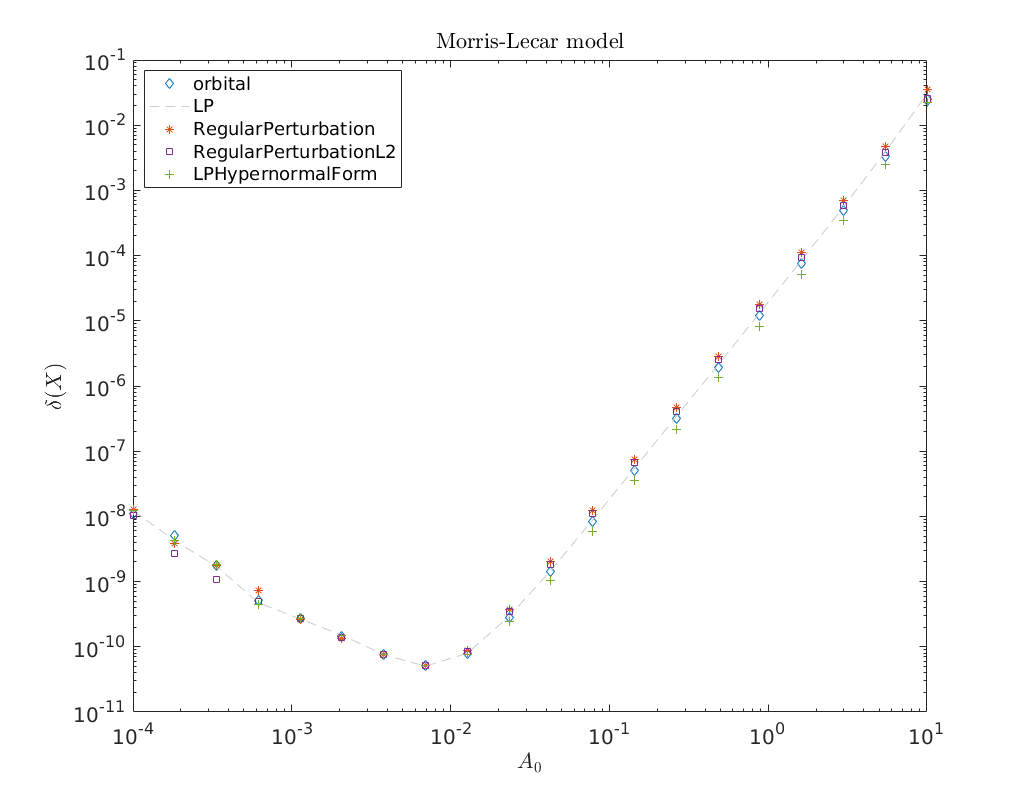 Morris-Lecar model
orbital
LP
RegularPerturbation
RegularPerturbationL2
LPHypernormalForm
δ(X)
10^-1
10^-2
10^-3
10^-4
10^-5
10^-6
10^-7
10^-8
10^-9
10^-10
10^-11
10^-4 10^-3 10^-2 10^-1 10^0 10^1
A_0